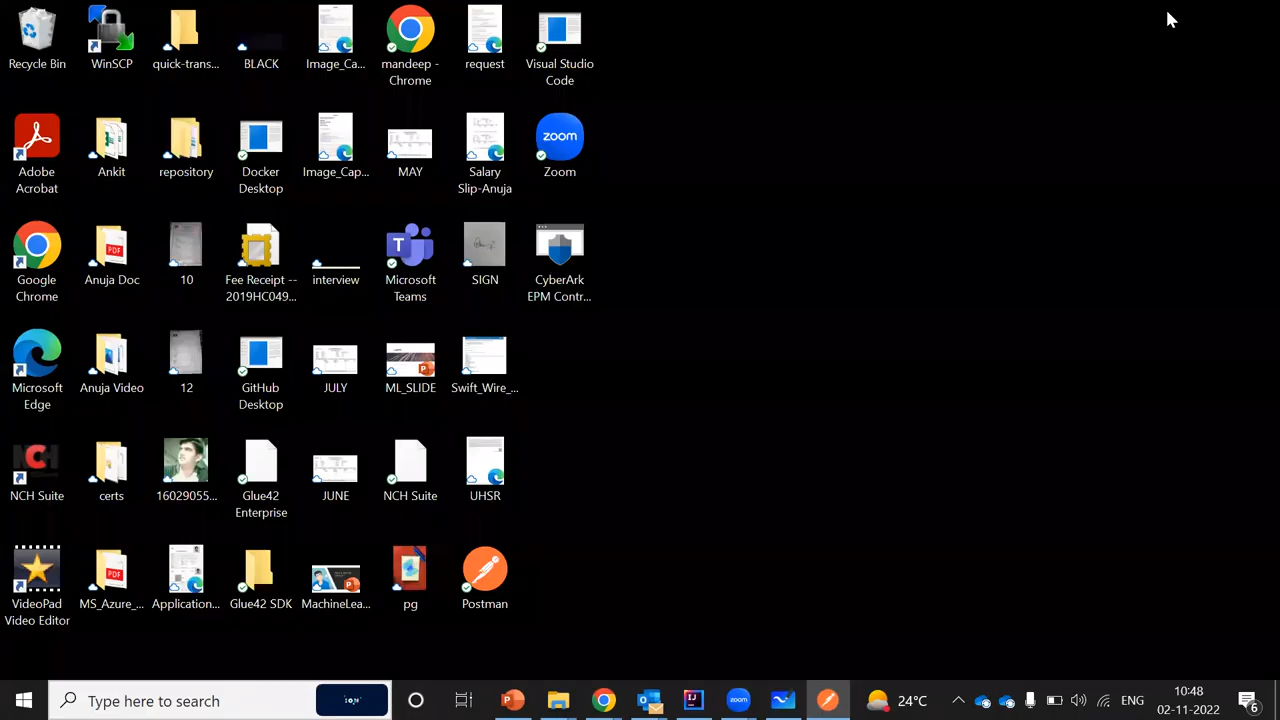 Recycle Bin
WinSCP
quick-trans...
BLACK
Image_Ca...
mandeep -
Chrome
request
Visual Studio
Code
Adobe
Acrobat
Ankit
repository
Docker
Desktop
Image_Cap...
MAY
Salary
Slip-Anuja
zoom
Zoom
Google
Chrome
PDF
Anuja Doc
10
Fee Receipt --
2019HC049...
interview
T
Microsoft
Teams
SIGN
CyberArk
EPM Contr...
Microsoft
Edge
Anuja Video
12
GitHub
Desktop
JULY
P
ML_SLIDE
Swift_Wire_...
NCH Suite
certs
16029055...
Glue42
Enterprise
JUNE
NCH Suite
UHSR
VideoPad
Video Editor
PDF
MS_Azure_...
Application...
Glue42 SDK
P
MachineLea...
pg
Postman
Type here to search
24°C
ENG
10:48
02-11-2022
6